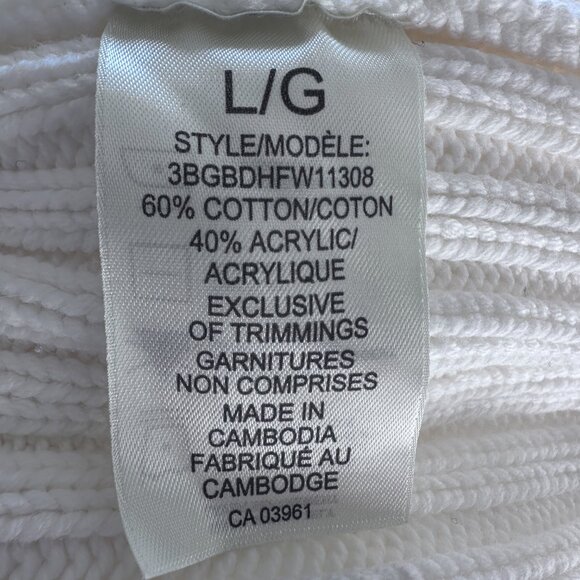 L/G
STYLE/MODÈLE:
3BGBDHFW11308
60% COTTON/COTON
40% ACRYLIC/
ACRYLIQUE
EXCLUSIVE
OF TRIMMINGS
GARNITURES
NON COMPRISES
MADE IN
CAMBODIA
FABRIQUÉ AU
CAMBODGE
CA 03961